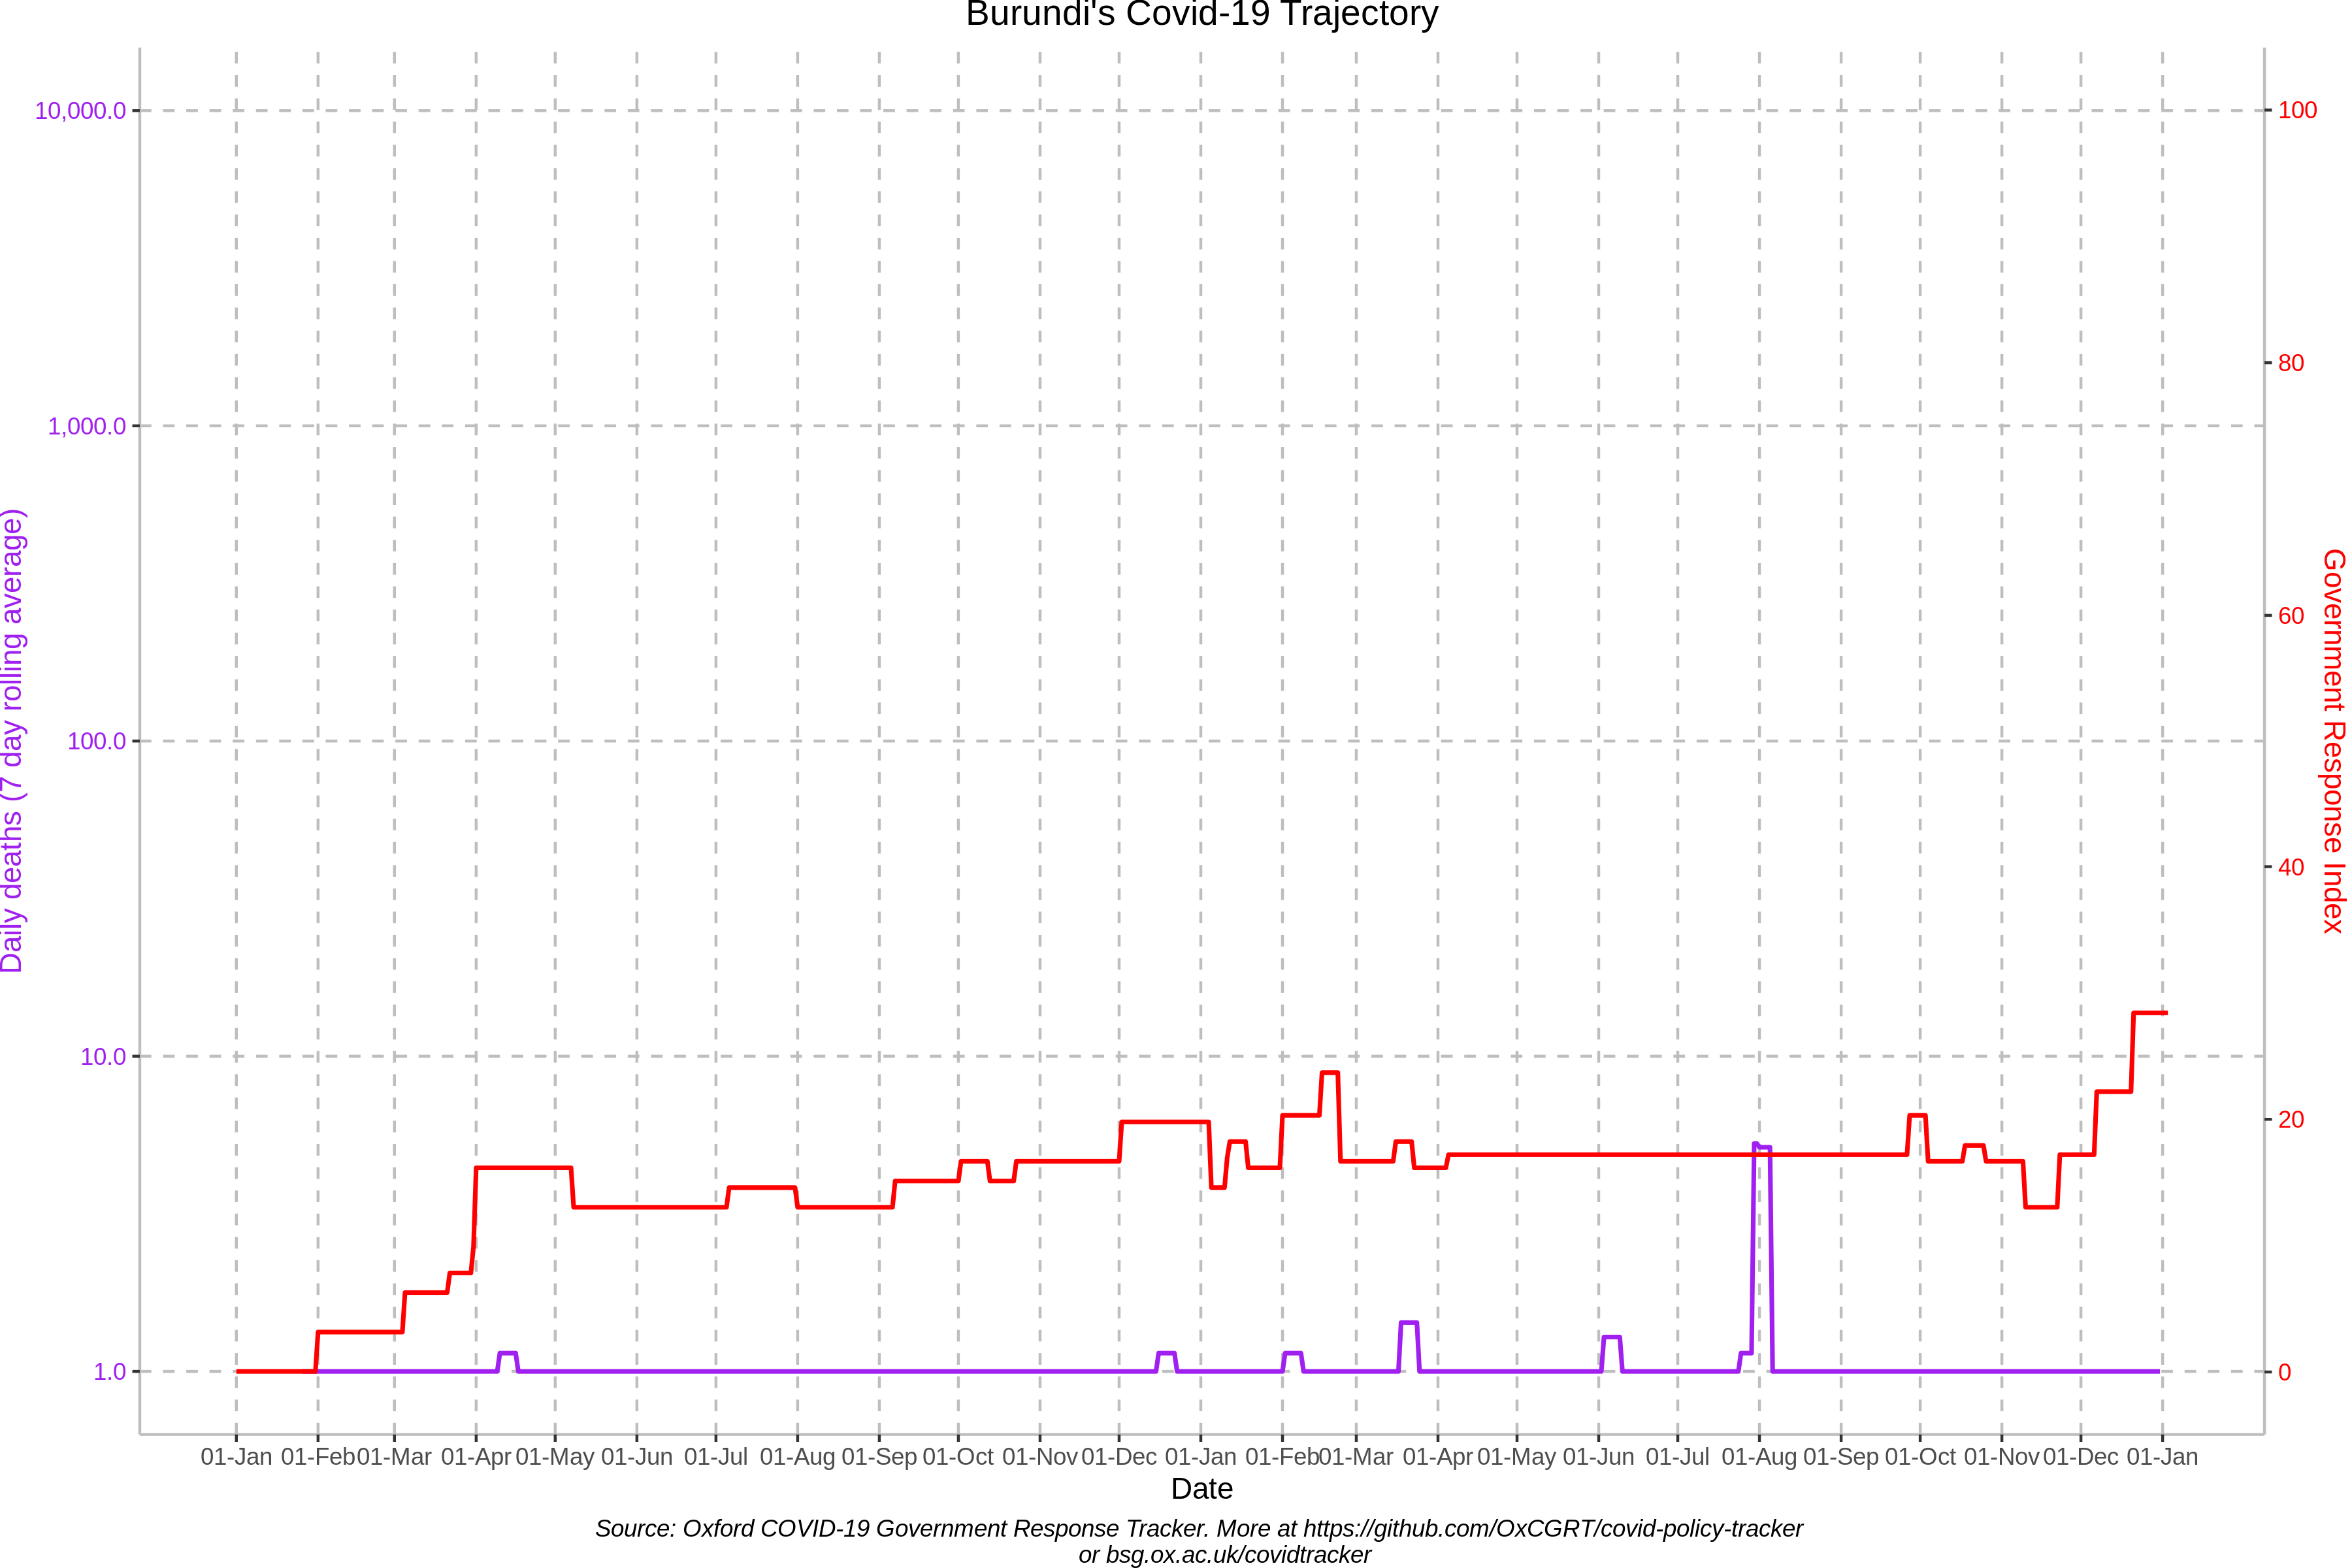 Burundi's Covid-19 Trajectory
10,000.0
1,000.0
100.0
10.0
1.0
Daily deaths (7 day rolling average)
100
80
60
40
20
0
Government Response Index
01-Jan 01-Feb 01-Mar 01-Apr 01-May 01-Jun 01-Jul 01-Aug 01-Sep 01-Oct 01-Nov 01-Dec 01-Jan 01-Feb 01-Mar 01-Apr 01-May 01-Jun 01-Jul 01-Aug 01-Sep 01-Oct 01-Nov 01-Dec 01-Jan
Date
Source: Oxford COVID-19 Government Response Tracker. More at https://github.com/OxCGRT/covid-policy-tracker
or bsg.ox.ac.uk/covidtracker